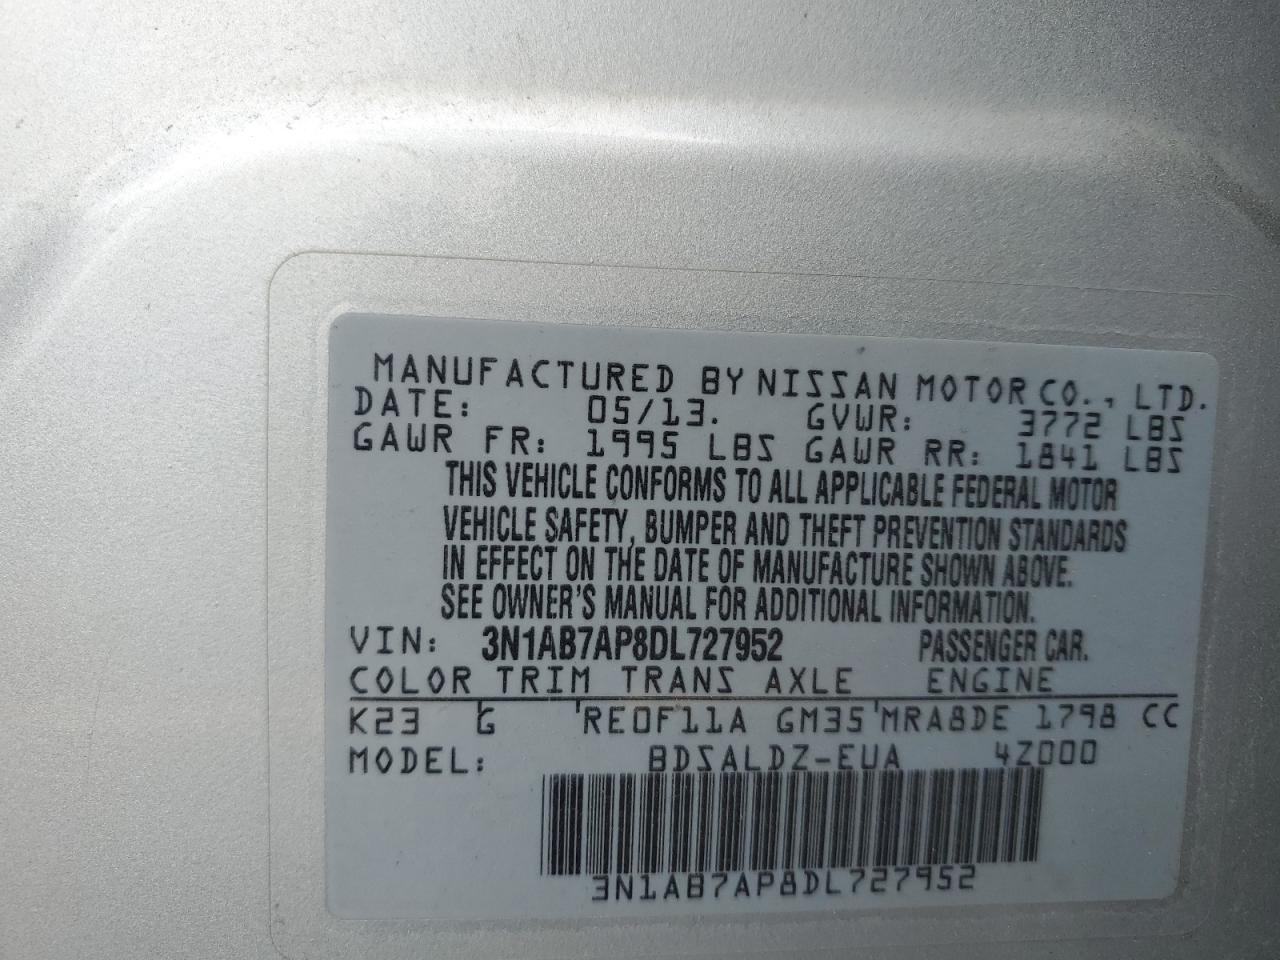 MANUFACTURED BY NISSAN MOTOR CO., LTD.
DATE: 05/13. GVWR: 3772 LBS
GAWR FR: 1995 LBS GAWR RR: 1841 LBS
THIS VEHICLE CONFORMS TO ALL APPLICABLE FEDERAL MOTOR
VEHICLE SAFETY, BUMPER AND THEFT PREVENTION STANDARDS
IN EFFECT ON THE DATE OF MANUFACTURE SHOWN ABOVE.
SEE OWNER'S MANUAL FOR ADDITIONAL INFORMATION.
VIN: 3N1AB7AP8DL727952 PASSENGER CAR.
COLOR TRIM TRANS AXLE ENGINE
K23 G RE0F11A GM35 MRA8DE 1798 CC
MODEL: BDSALDZ-EUA 4Z000
3N1AB7AP8DL727952